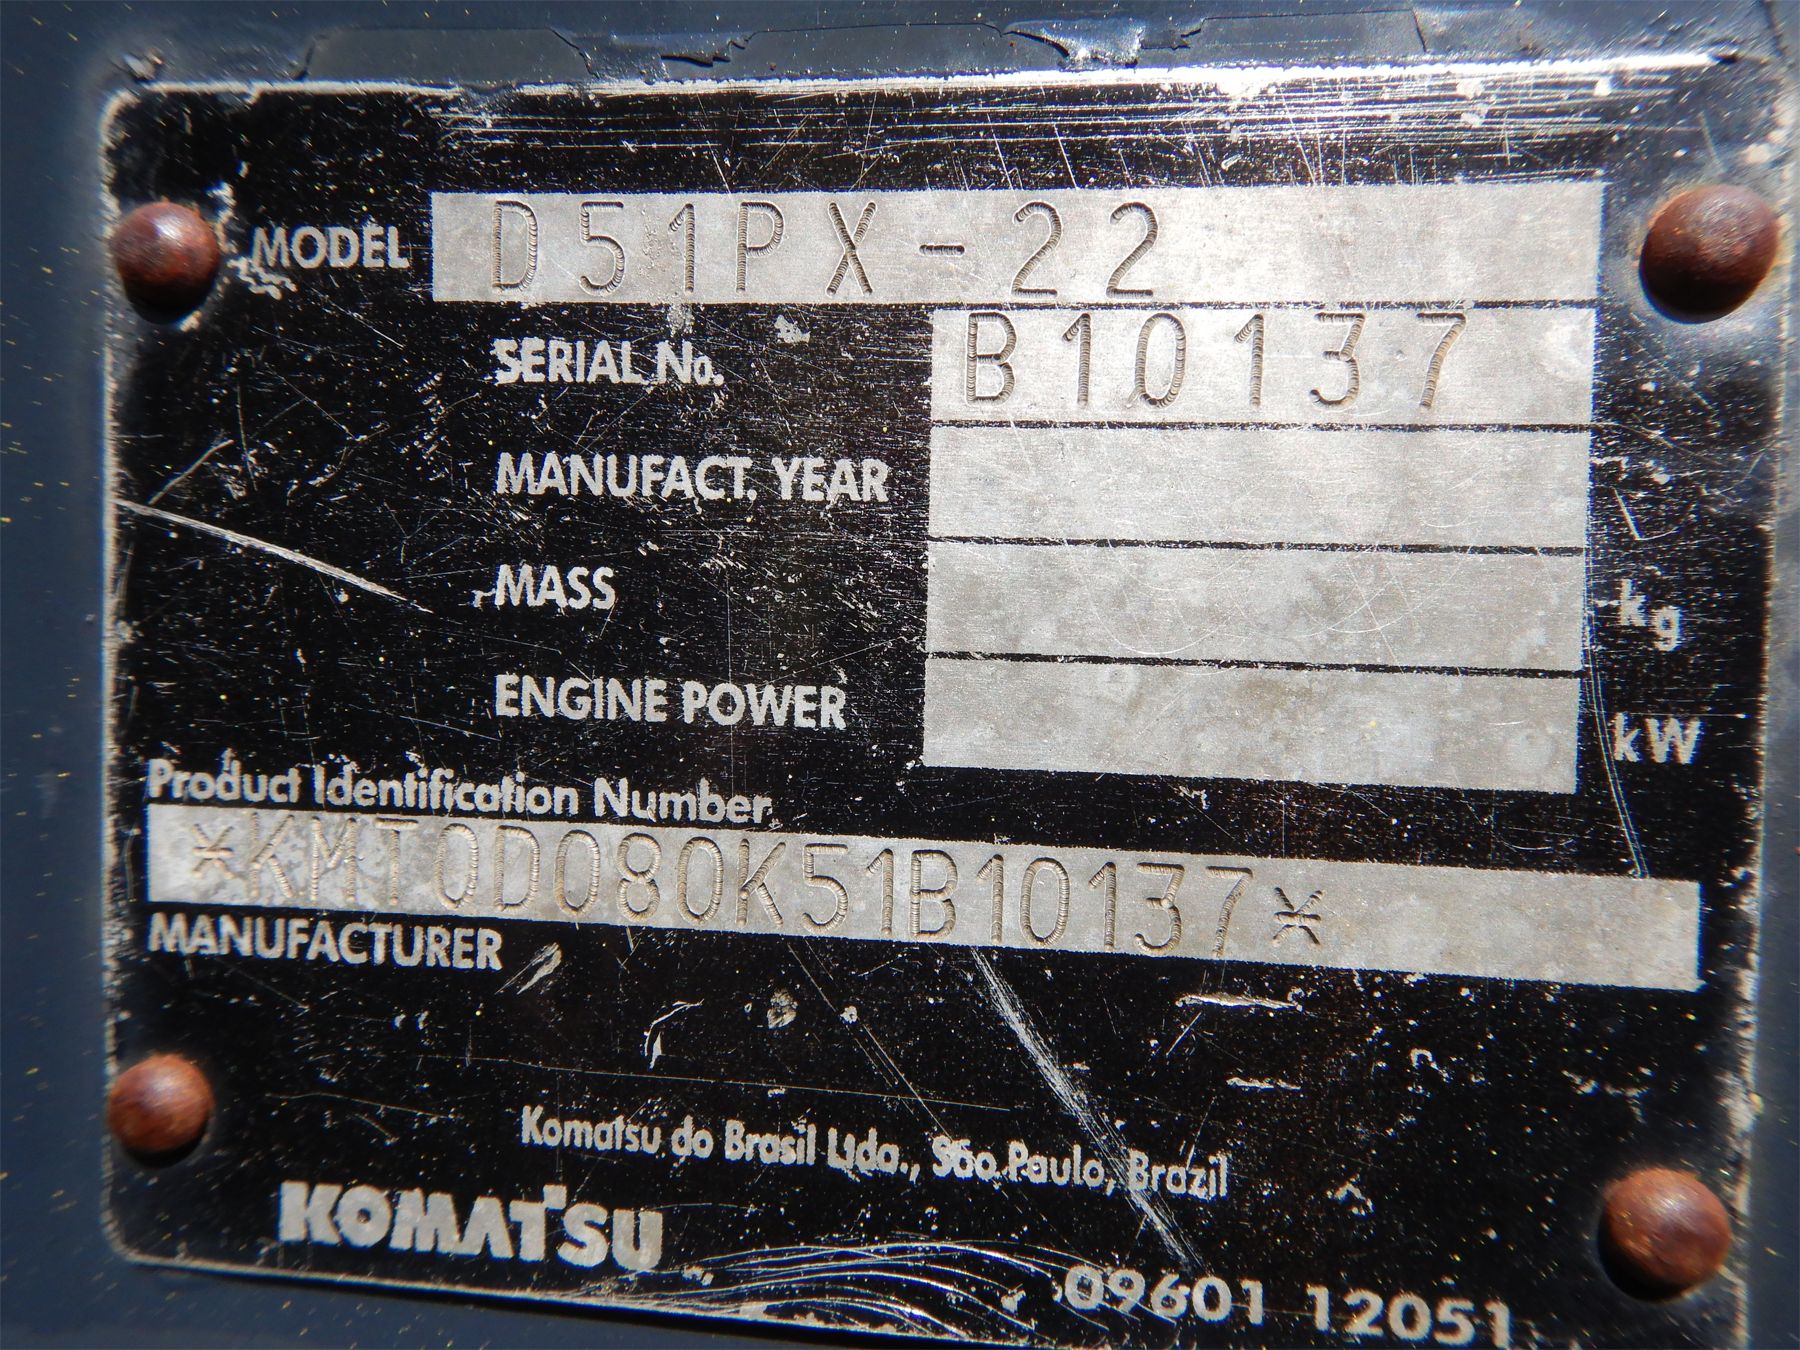 MODEL D51PX-22
SERIAL No. B10137
MANUFACT. YEAR
MASS kg
ENGINE POWER kW
Product Identification Number
*KMT0D080K51B10137*
MANUFACTURER
Komatsu do Brasil Ltda., São Paulo, Brazil
KOMATSU
09601 12051